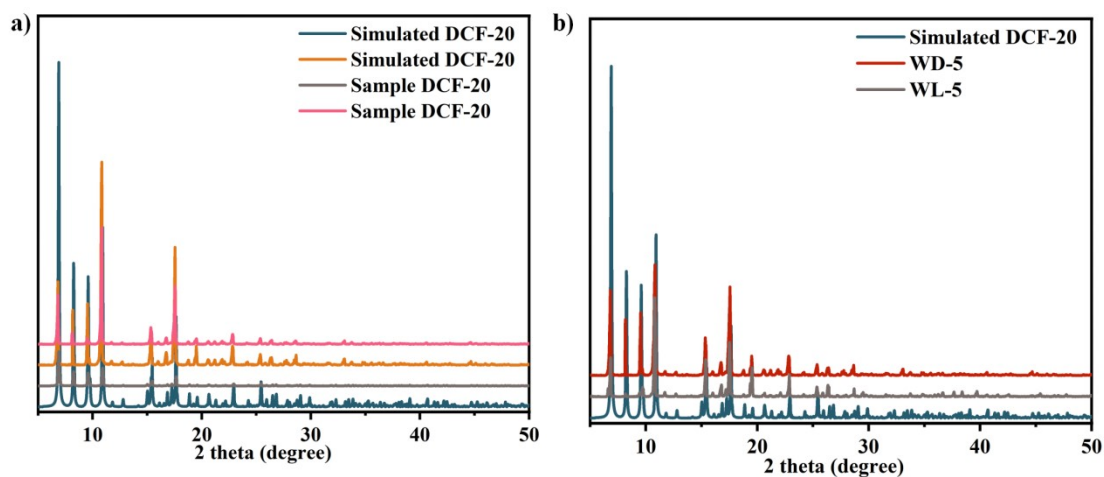 a)
Simulated DCF-20
Simulated DCF-20
Sample DCF-20
Sample DCF-20
10 20 30 40 50
2 theta (degree)
b)
Simulated DCF-20
WD-5
WL-5
10 20 30 40 50
2 theta (degree)